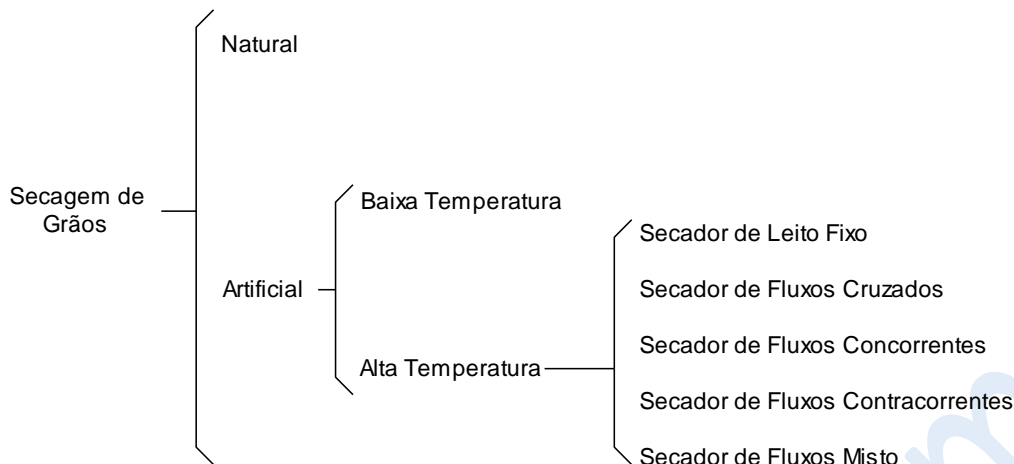 Natural
Secagem de
Grãos
Baixa Temperatura
Artificial
Alta Temperatura
Secador de Leito Fixo
Secador de Fluxos Cruzados
Secador de Fluxos Concorrentes
Secador de Fluxos Contracorrentes
Secador de Fluxos Misto